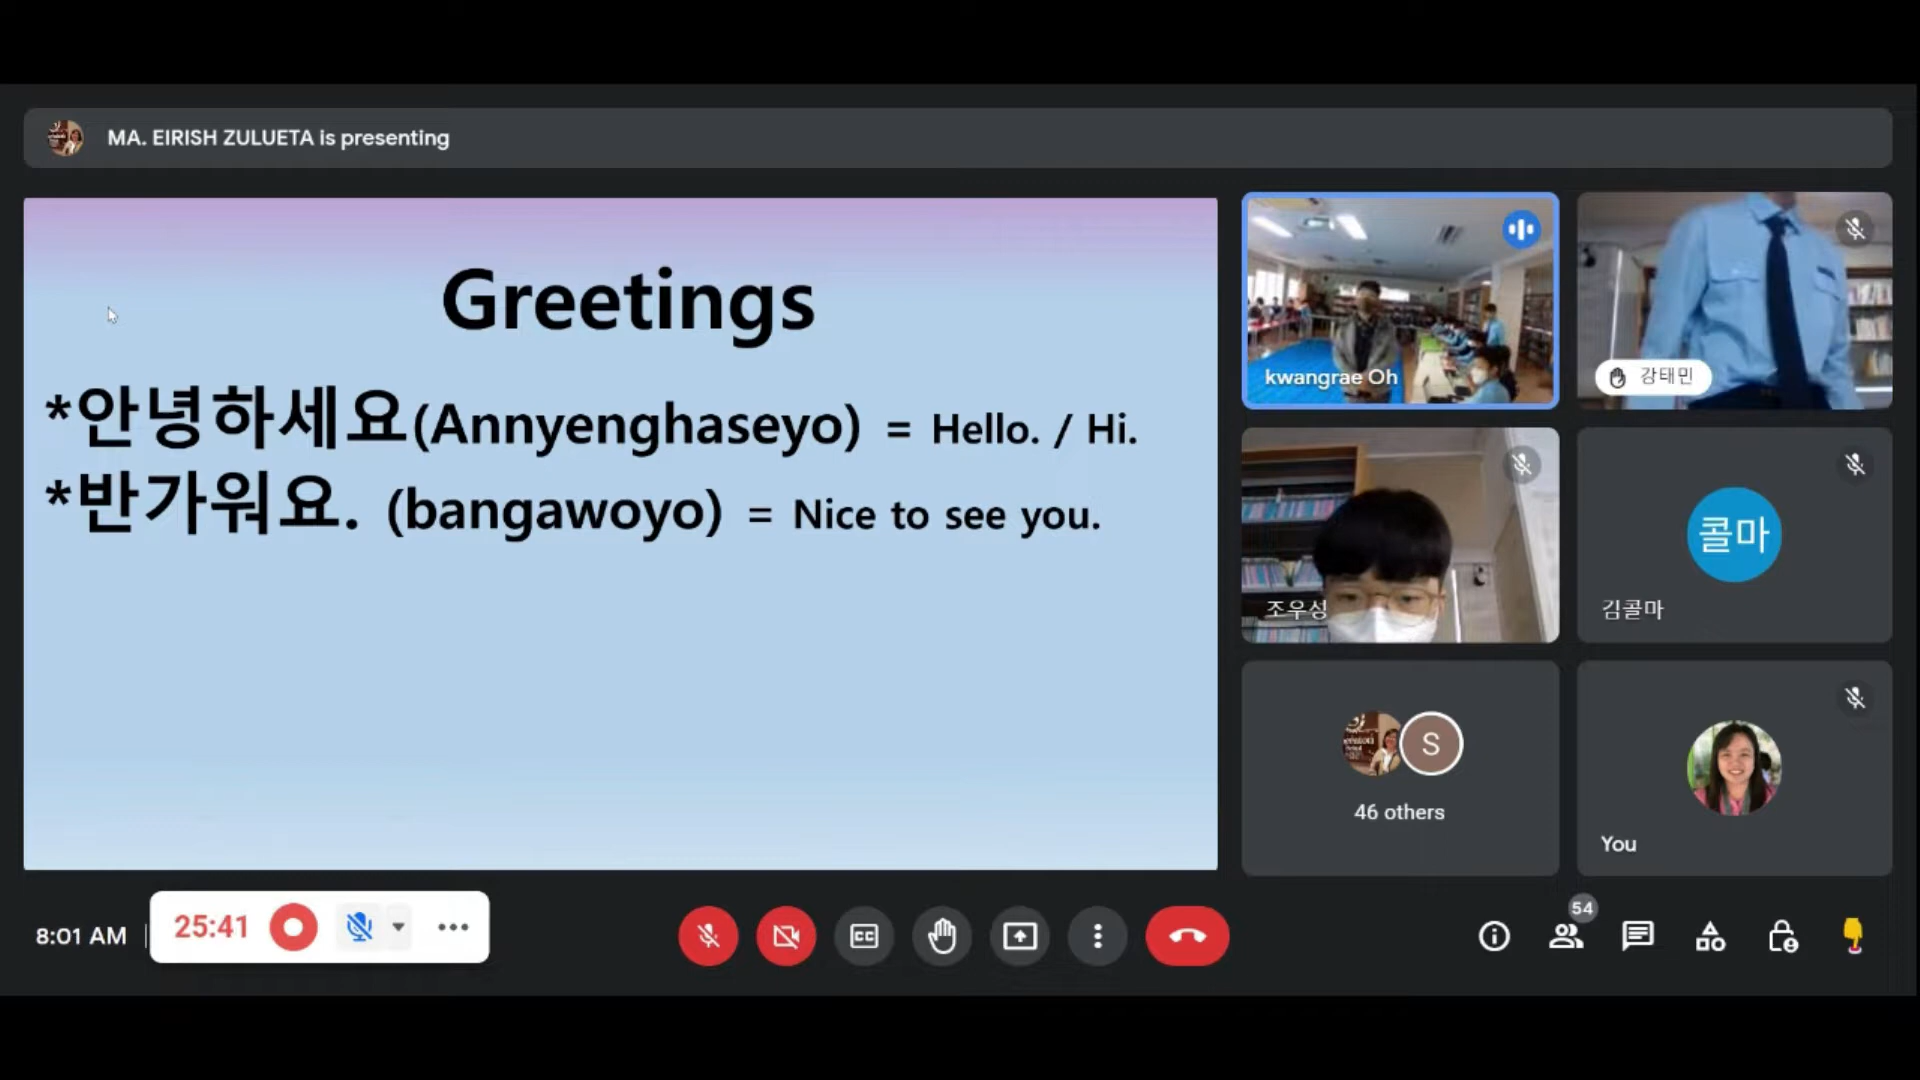 MA. EIRISH ZULUETA is presenting
Greetings
*안녕하세요(Annyenghaseyo) = Hello. / Hi.
*반가워요. (bangawoyo) = Nice to see you.
kwangrae Oh
강태민
조우성
콜마
김콜마
S
46 others
You
8:01 AM
25:41
CC
54